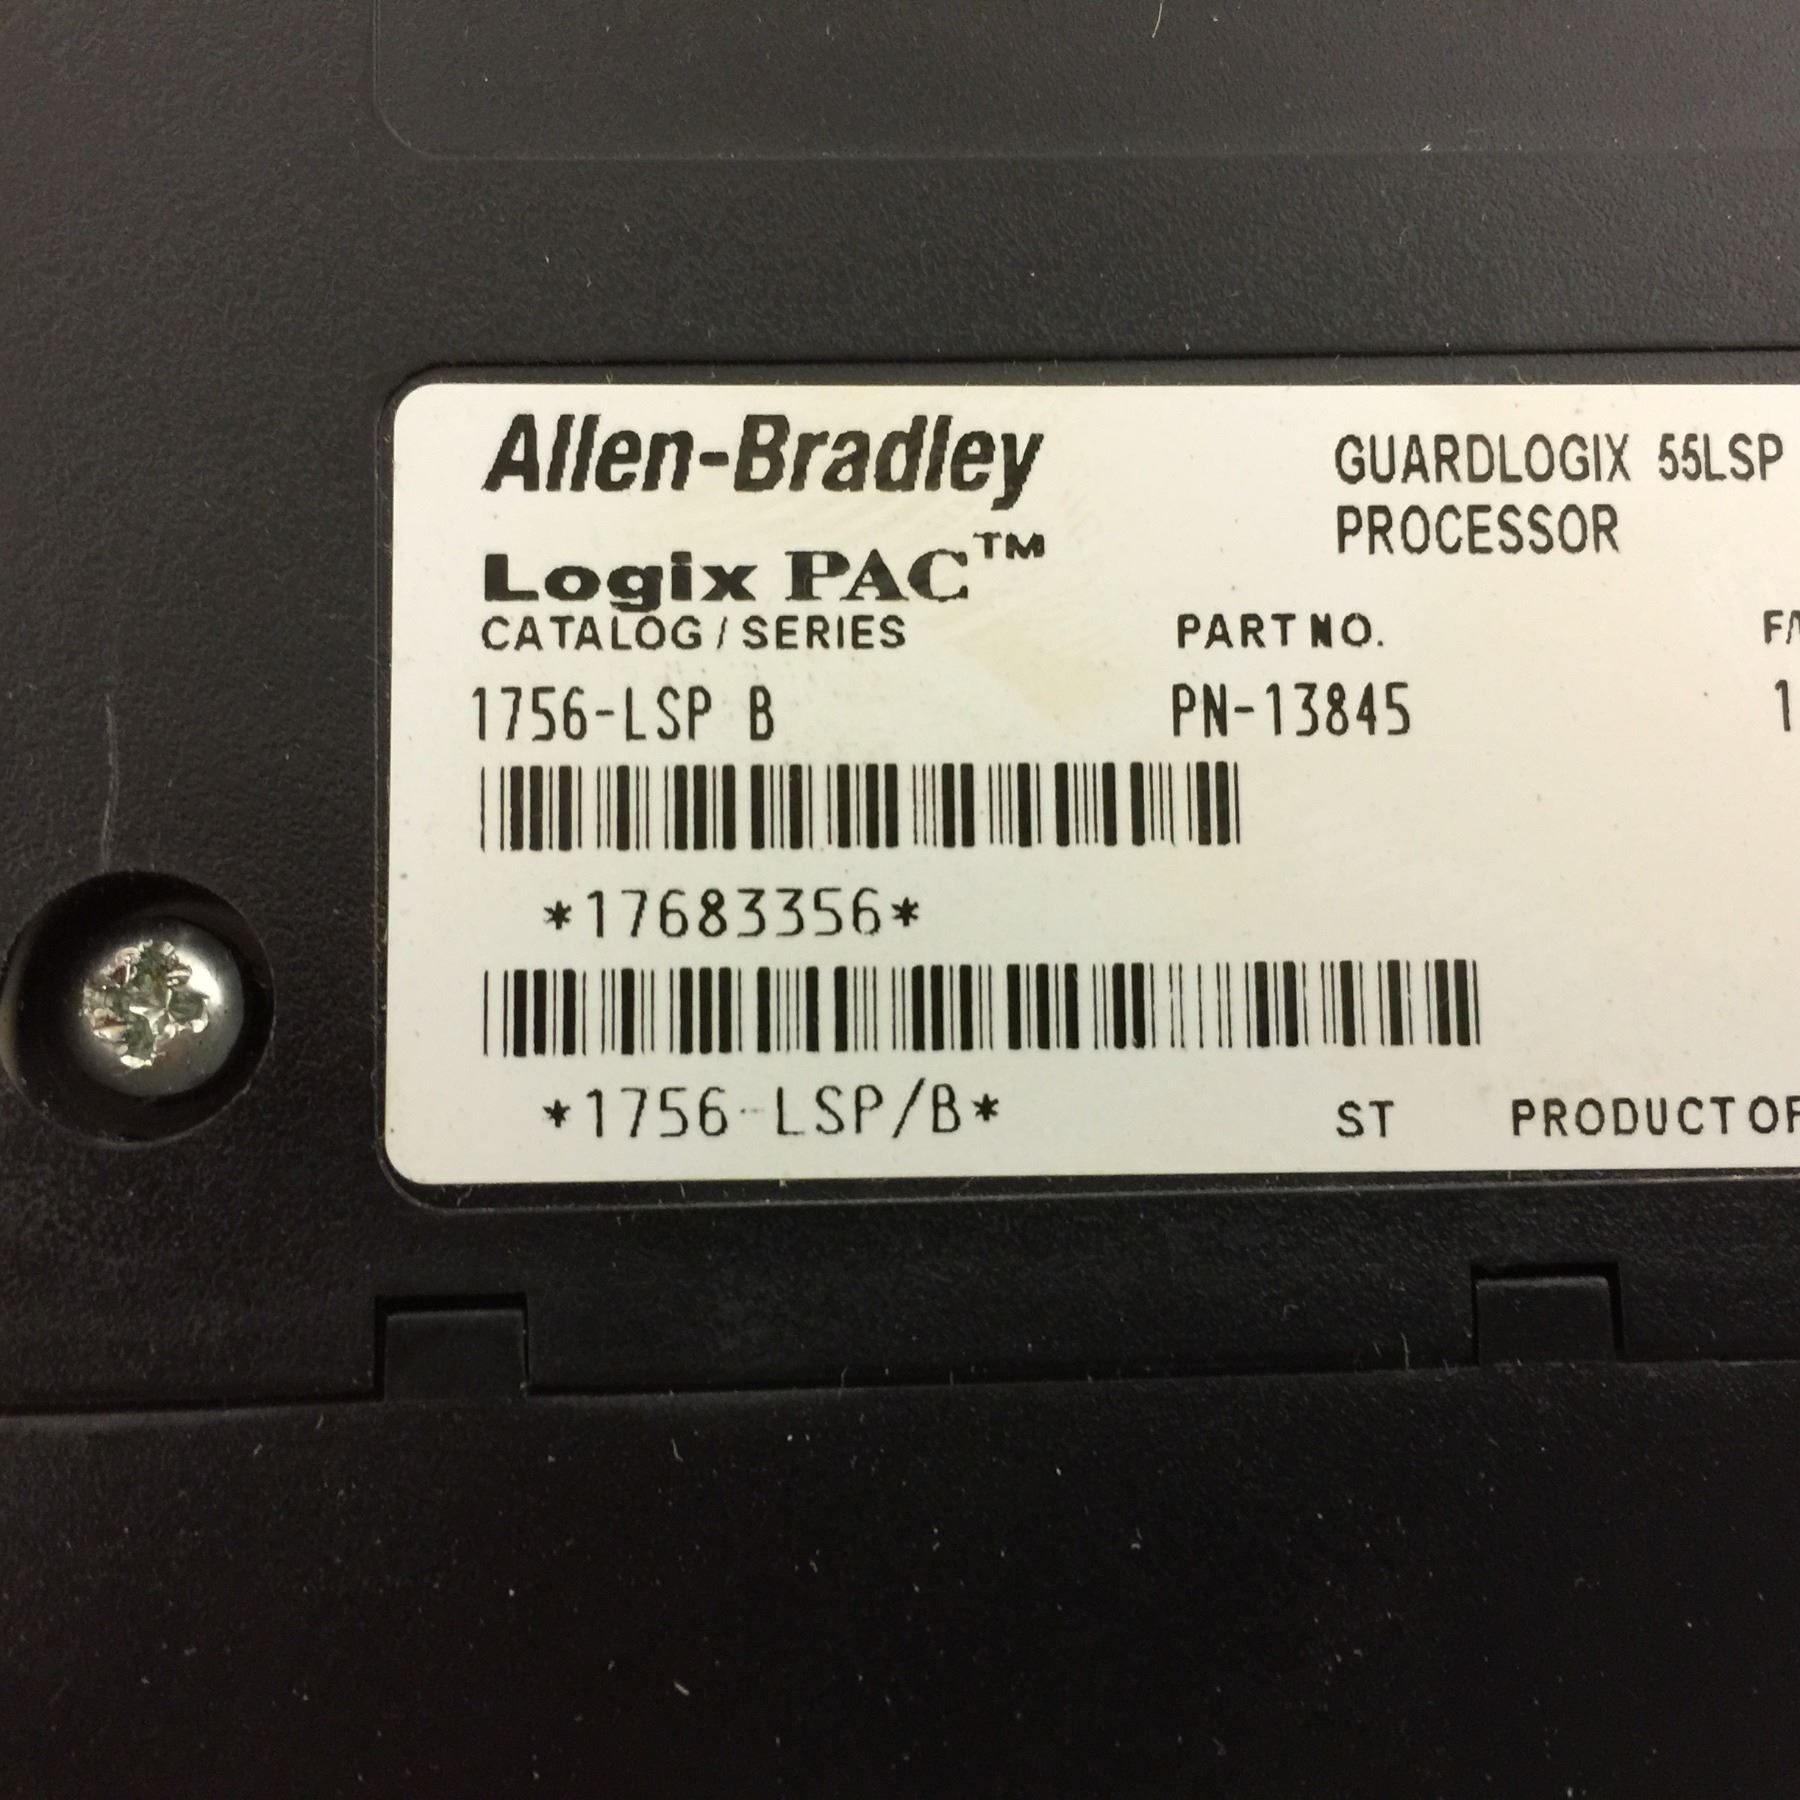 Allen-Bradley
GUARDLOGIX 55LSP
PROCESSOR
Logix PAC™
CATALOG / SERIES PART NO.
1756-LSP B PN-13845 1
*17683356*
*1756-LSP/B* ST PRODUCT OF